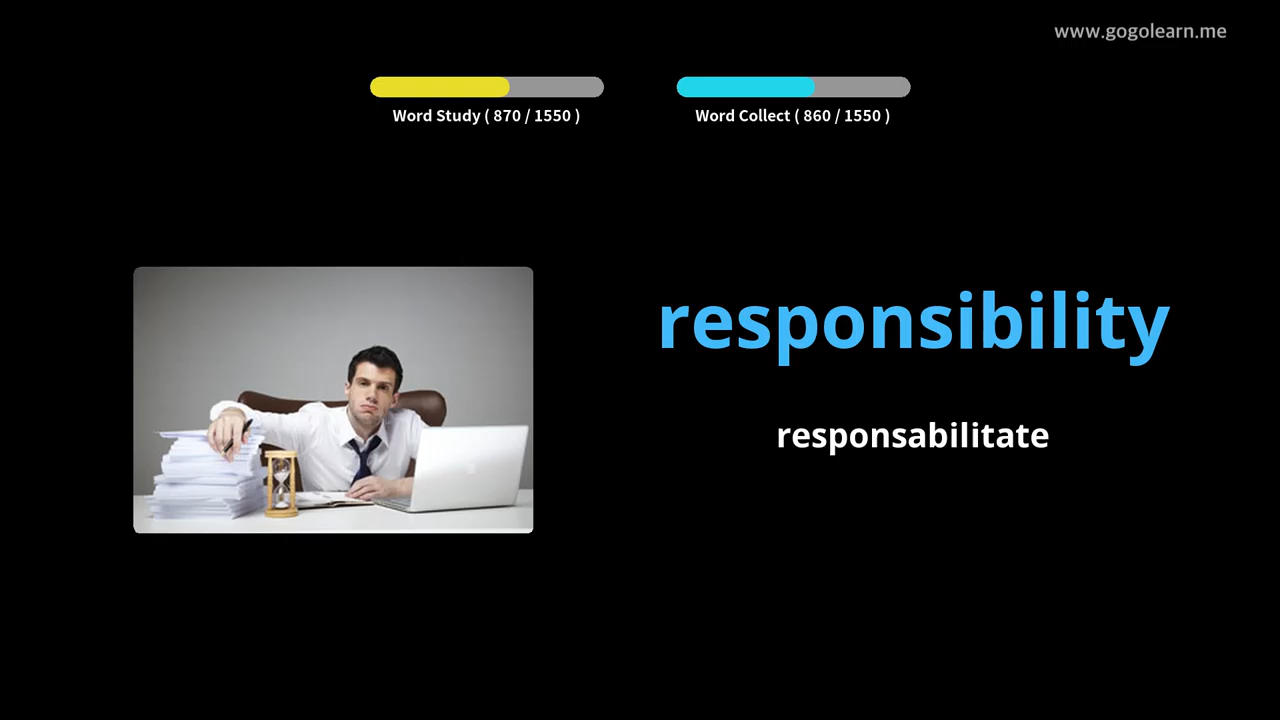 www.gogolearn.me
Word Study ( 870 / 1550 )
Word Collect ( 860 / 1550 )
responsibility
responsabilitate